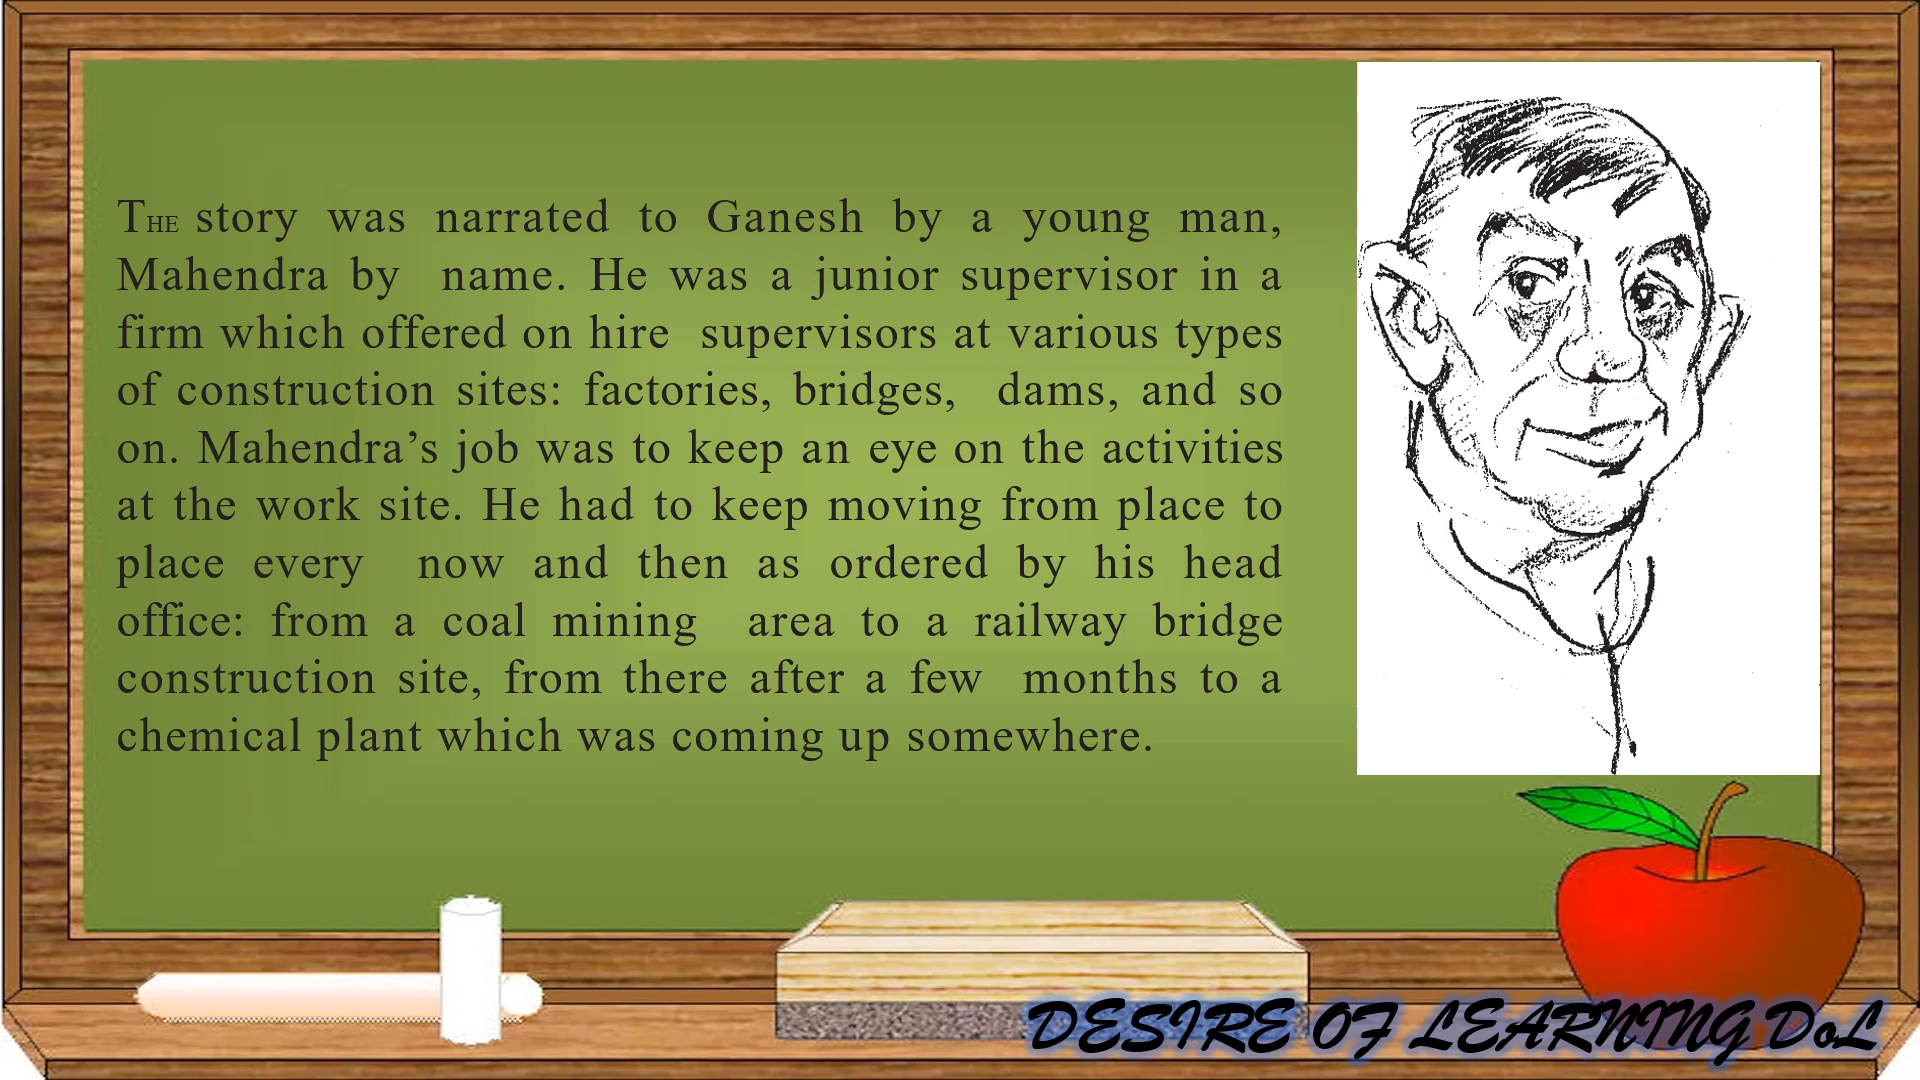 THE story was narrated to Ganesh by a young man,
Mahendra by name. He was a junior supervisor in a
firm which offered on hire supervisors at various types
of construction sites: factories, bridges, dams, and so
on. Mahendra’s job was to keep an eye on the activities
at the work site. He had to keep moving from place to
place every now and then as ordered by his head
office: from a coal mining area to a railway bridge
construction site, from there after a few months to a
chemical plant which was coming up somewhere.
DESIRE OF LEARNING DoL